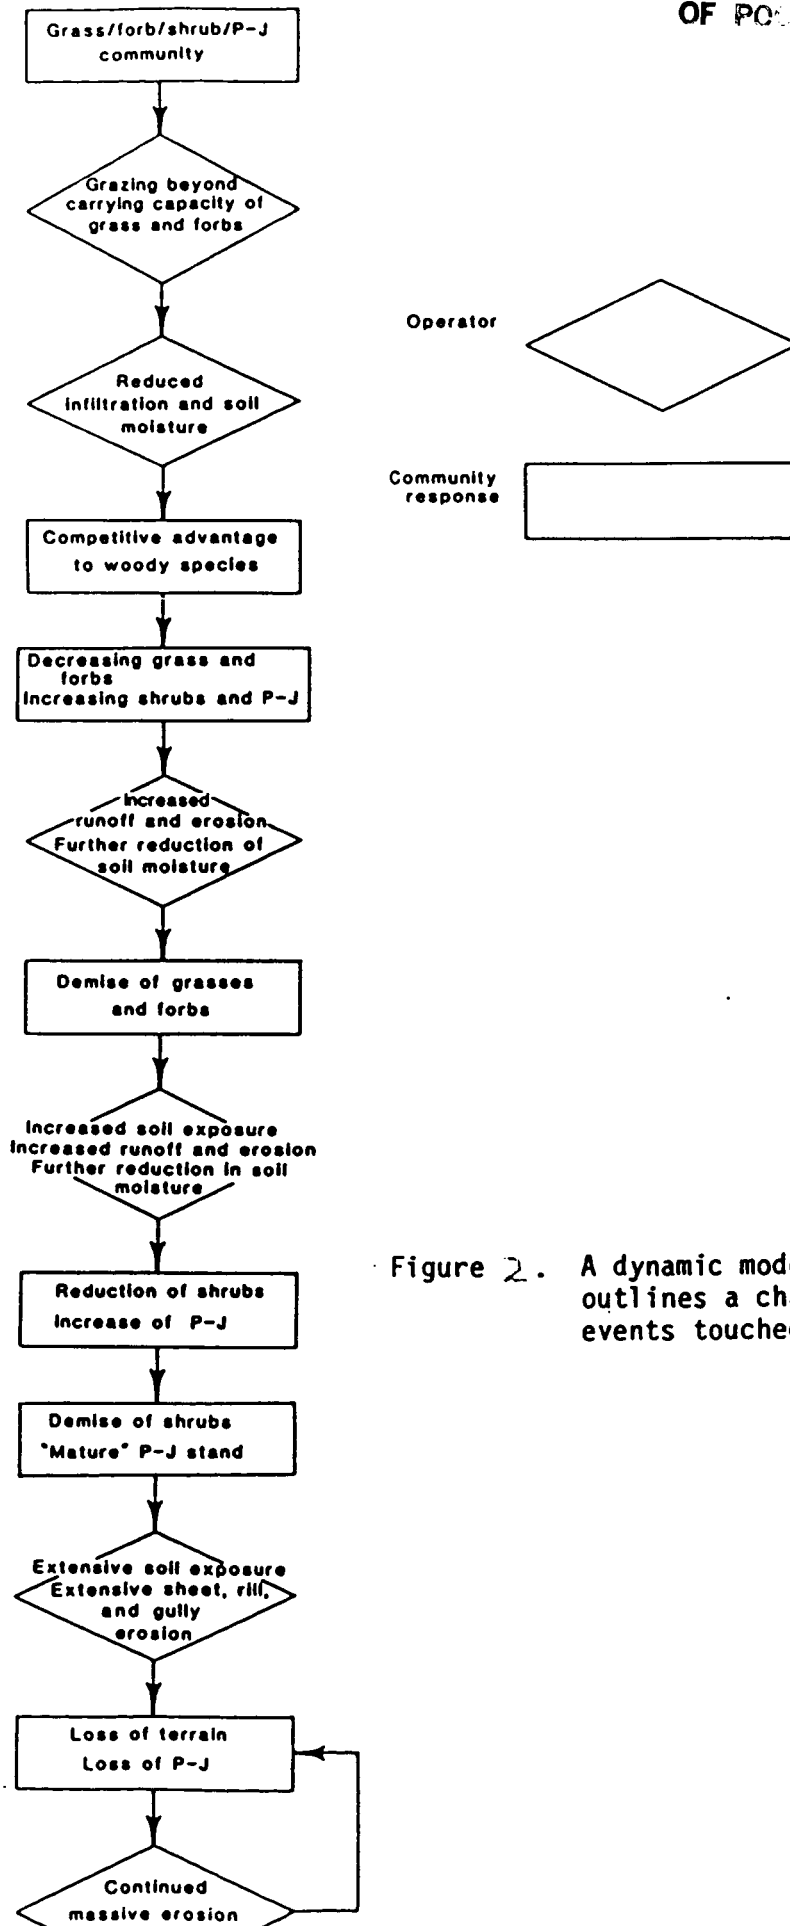 OF
Grass/forb/shrub/P-J
community
Grazing beyond
carrying capacity of
grass and forbs
Operator
Reduced
infiltration and soil
moisture
Community
response
Competitive advantage
to woody species
Decreasing grass and
forbs
Increasing shrubs and P-J
Increased
runoff and erosion
Further reduction of
soil moisture
Demise of grasses
and forbs
Increased soil exposure
Increased runoff and erosion
Further reduction in soil
moisture
Figure 2. A dynamic
outlines a
events
Reduction of shrubs
Increase of P-J
Demise of shrubs
"Mature" P-J stand
Extensive soil exposure
Extensive sheet, rill,
and gully
erosion
Loss of terrain
Loss of P-J
Continued
massive erosion